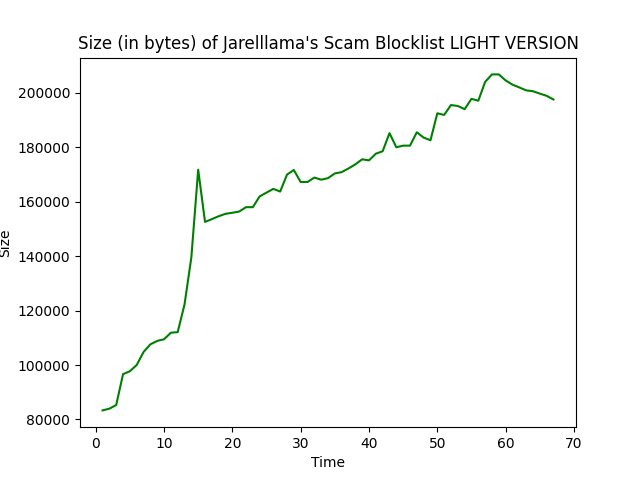 Size (in bytes) of Jarelllama's Scam Blocklist LIGHT VERSION
200000
180000
160000
140000
120000
100000
80000
Size
0 10 20 30 40 50 60 70
Time